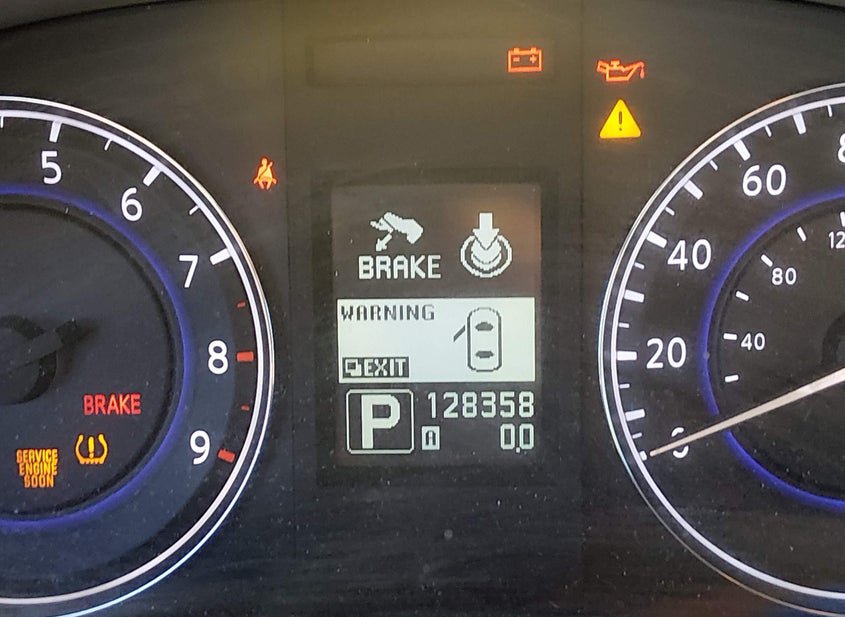 5
6
7
8
9
BRAKE
SERVICE
ENGINE
SOON
BRAKE
WARNING
EXIT
P
128358
A
0.0
60
40
20
0
80
40